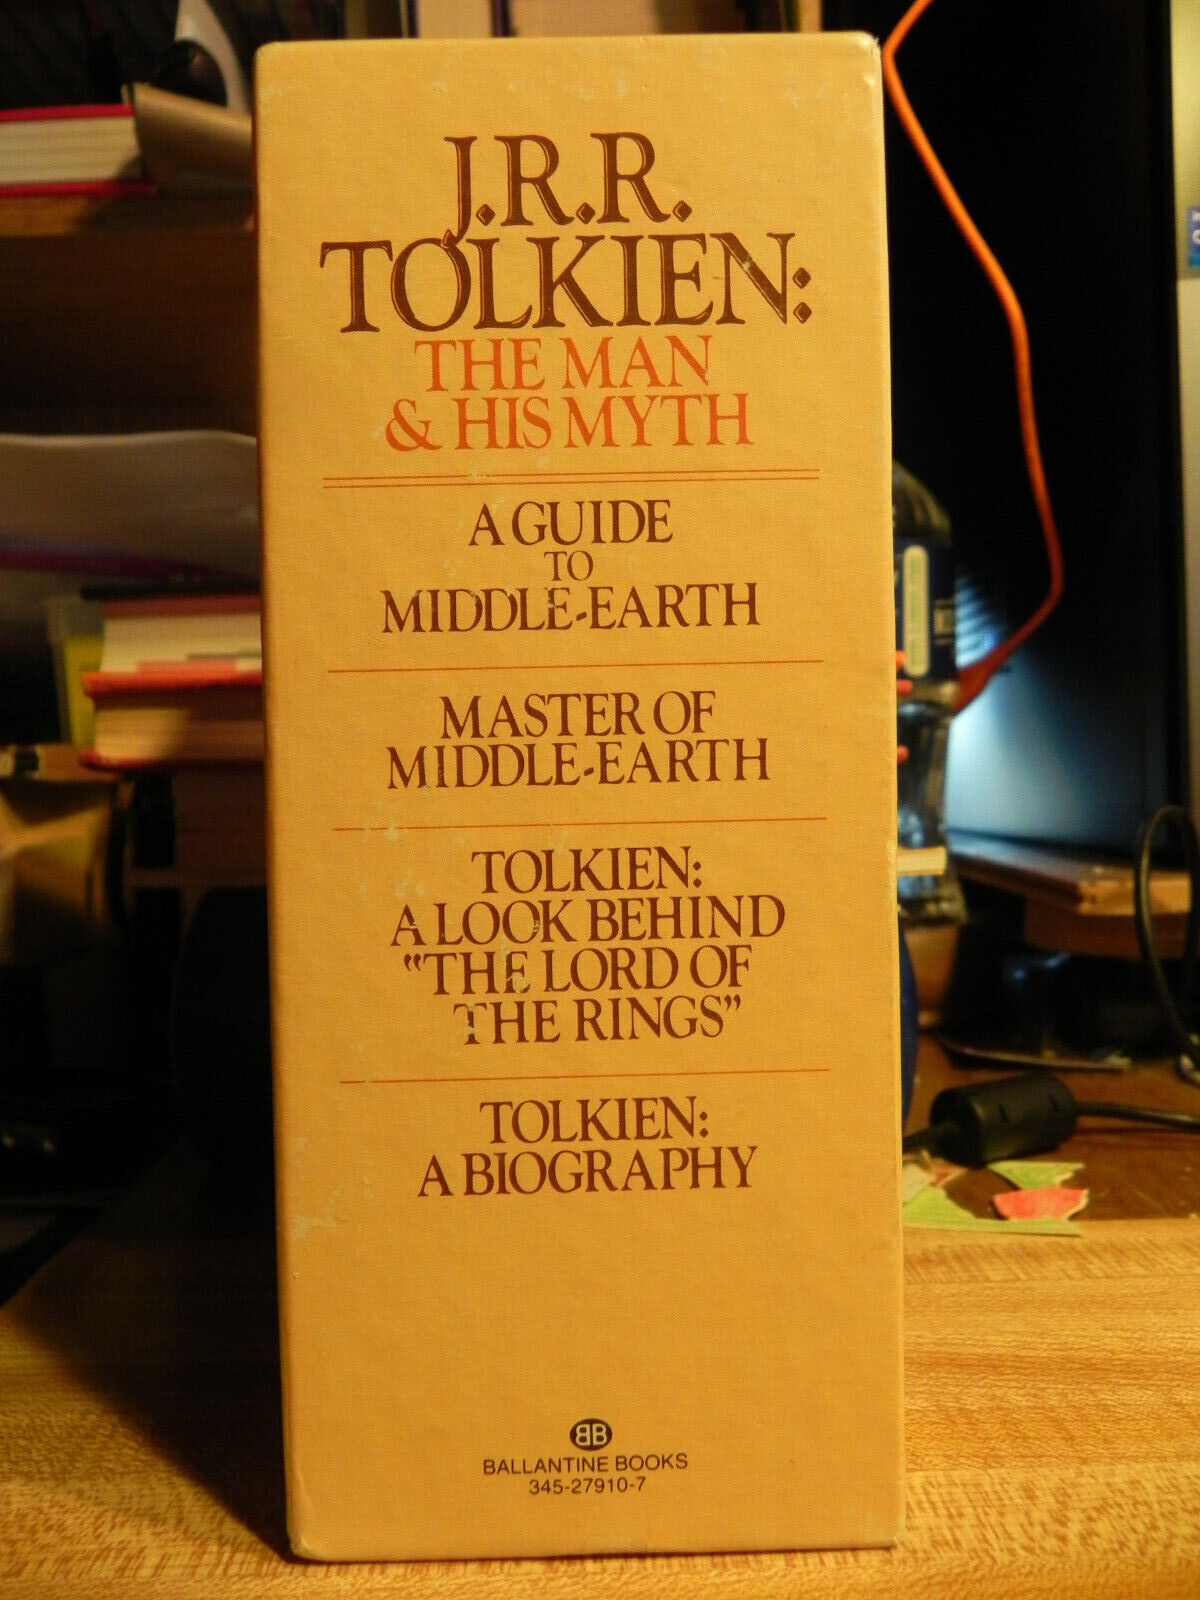 J.R.R.
TOLKIEN:
THE MAN
& HIS MYTH
A GUIDE
TO
MIDDLE-EARTH
MASTER OF
MIDDLE-EARTH
TOLKIEN:
A LOOK BEHIND
"THE LORD OF
THE RINGS"
TOLKIEN:
A BIOGRAPHY
BB
BALLANTINE BOOKS
345-27910-7